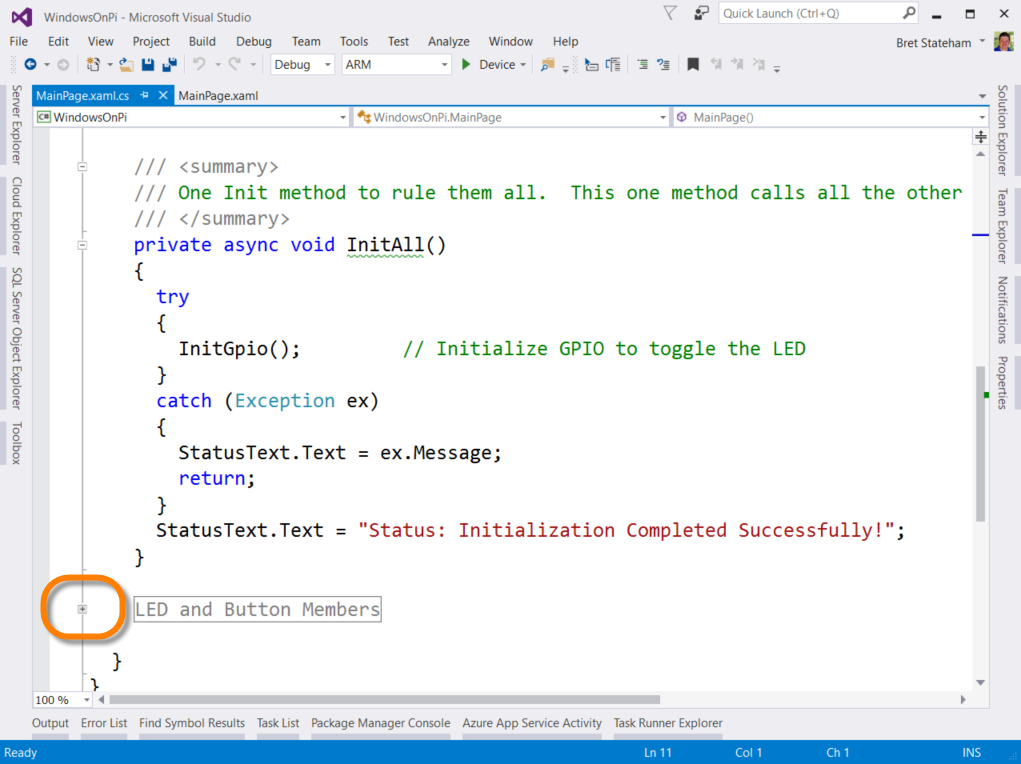 WindowsOnPi - Microsoft Visual Studio
Quick Launch (Ctrl+Q)
File Edit View Project Build Debug Team Tools Test Analyze Window Help
Bret Stateham
Debug ARM Device
MainPage.xaml.cs MainPage.xaml
C# WindowsOnPi WindowsOnPi.MainPage MainPage()
Server Explorer
Cloud Explorer
SQL Server Object Explorer
Toolbox
/// <summary>
/// One Init method to rule them all.  This one method calls all the other
/// </summary>
private async void InitAll()
{
try
{
InitGpio();         // Initialize GPIO to toggle the LED
}
catch (Exception ex)
{
StatusText.Text = ex.Message;
return;
}
StatusText.Text = "Status: Initialization Completed Successfully!";
}
LED and Button Members
}
}
Solution Explorer
Team Explorer
Notifications
Properties
100 %
Output Error List Find Symbol Results Task List Package Manager Console Azure App Service Activity Task Runner Explorer
Ready Ln 11 Col 1 Ch 1 INS